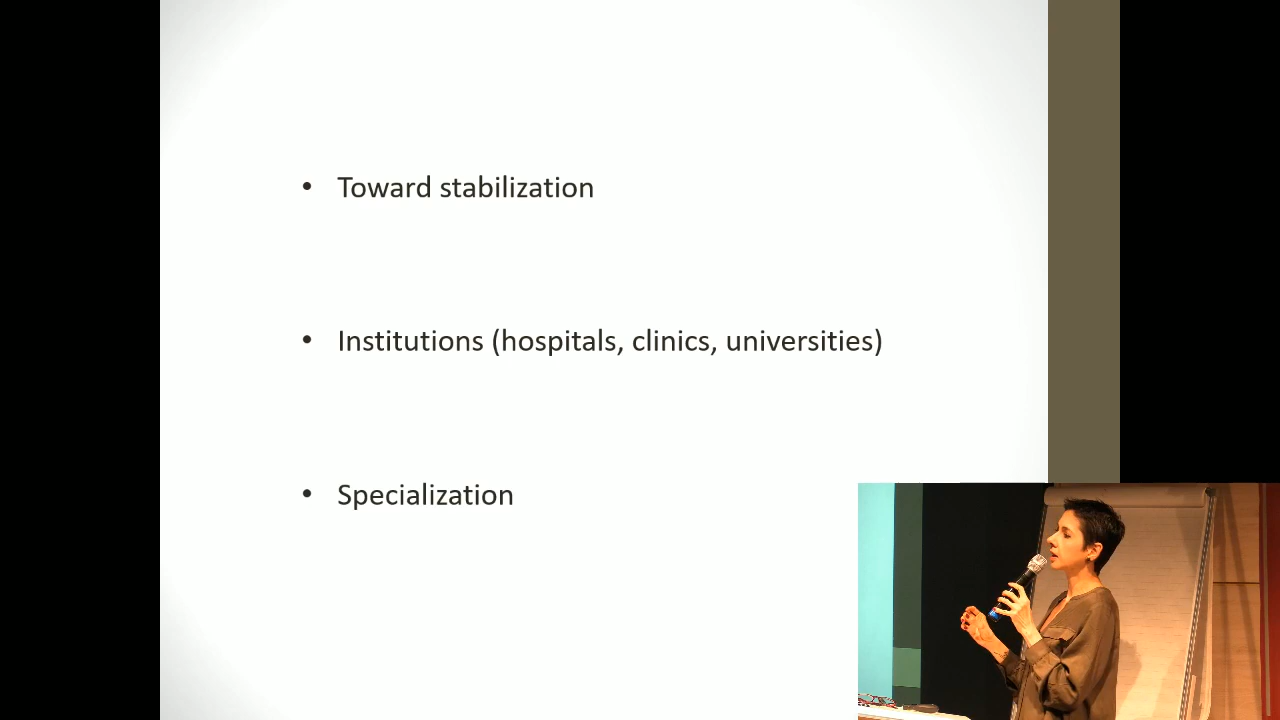 • Toward stabilization
• Institutions (hospitals, clinics, universities)
• Specialization